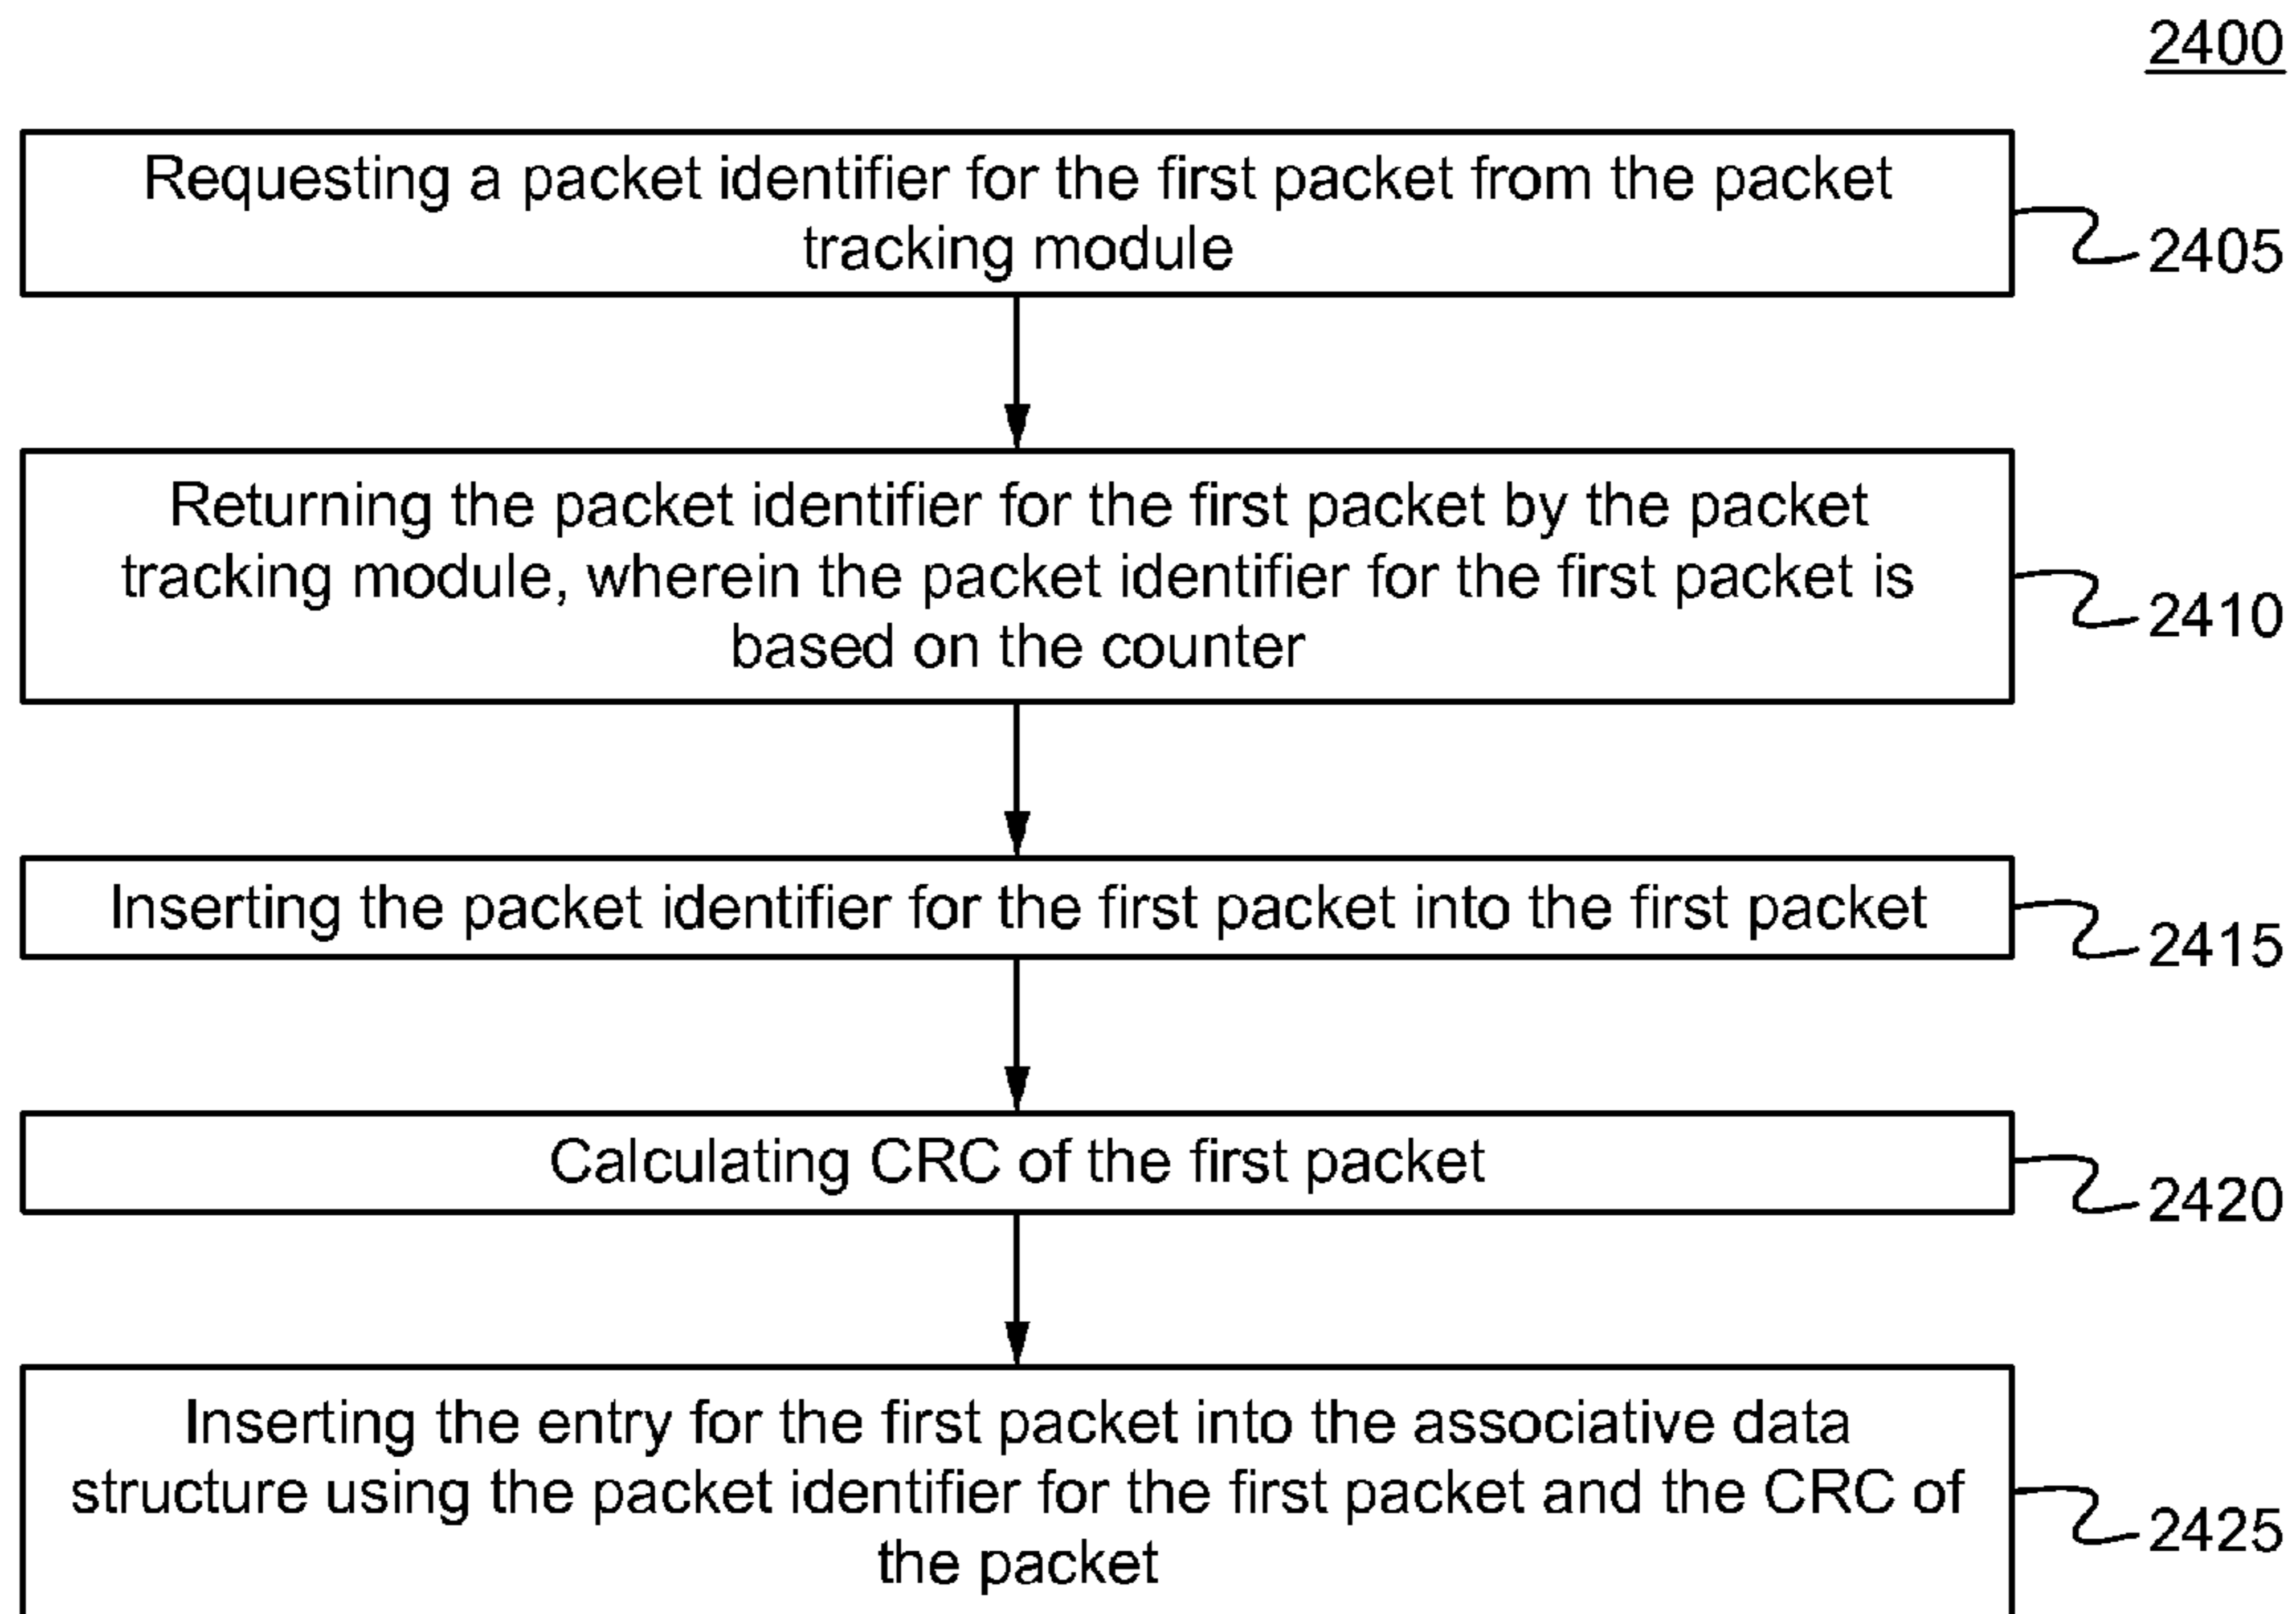 2400
Requesting a packet identifier for the first packet from the packet
tracking module
2405
Returning the packet identifier for the first packet by the packet
tracking module, wherein the packet identifier for the first packet is
based on the counter
2410
Inserting the packet identifier for the first packet into the first packet
2415
Calculating CRC of the first packet
2420
Inserting the entry for the first packet into the associative data
structure using the packet identifier for the first packet and the CRC of
the packet
2425